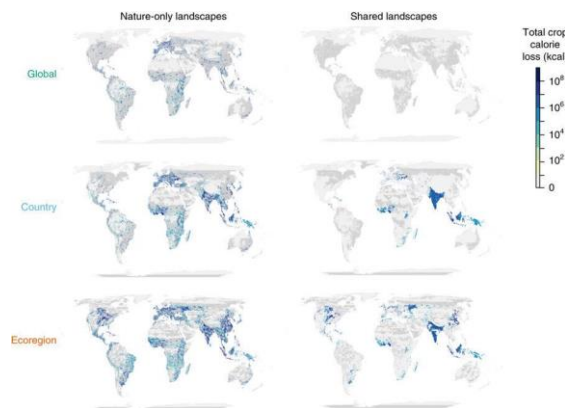 Nature-only landscapes
Shared landscapes
Total crop
calorie
loss (kcal)
Global
10⁸
10⁶
10⁴
10²
0
Country
Ecoregion